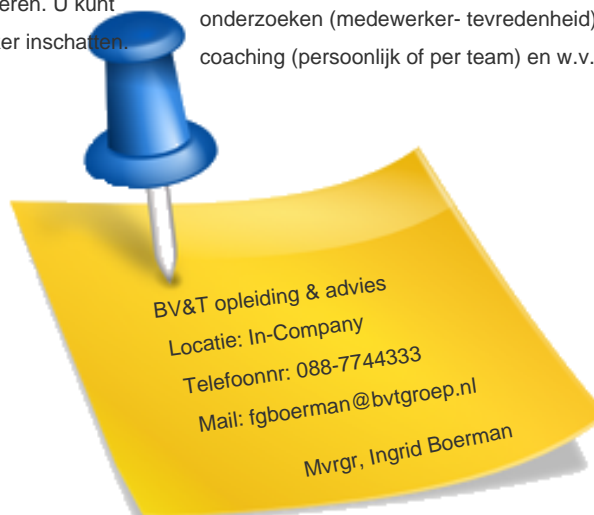 eren. U kunt
er inschatten.
onderzoeken (medewerker- tevredenheid)
coaching (persoonlijk of per team) en w.v.
BV&T opleiding & advies
Locatie: In-Company
Telefoonnr: 088-7744333
Mail: fgboerman@bvtgroep.nl
Mvrgr, Ingrid Boerman